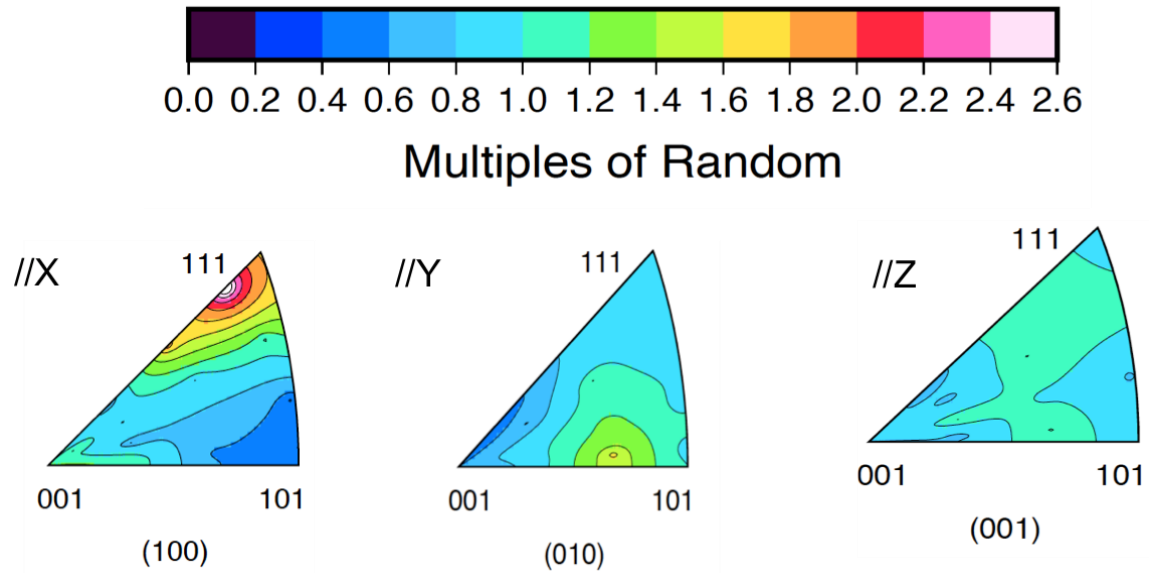 0.0 0.2 0.4 0.6 0.8 1.0 1.2 1.4 1.6 1.8 2.0 2.2 2.4 2.6
Multiples of Random
//X 111 //Y 111 //Z 111
001 101 001 101 001 101
(100) (010) (001)